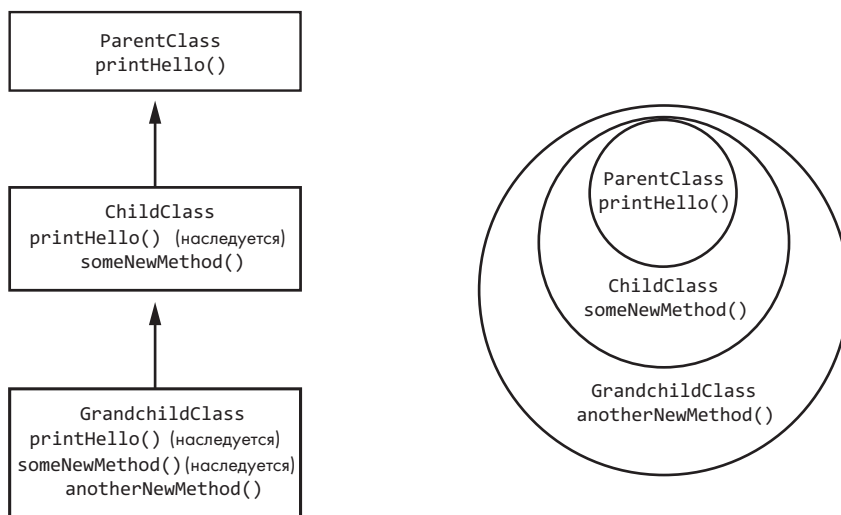 ParentClass
printHello()
ChildClass
printHello() (наследуется)
someNewMethod()
GrandchildClass
printHello() (наследуется)
someNewMethod() (наследуется)
anotherNewMethod()
ParentClass
printHello()
ChildClass
someNewMethod()
GrandchildClass
anotherNewMethod()